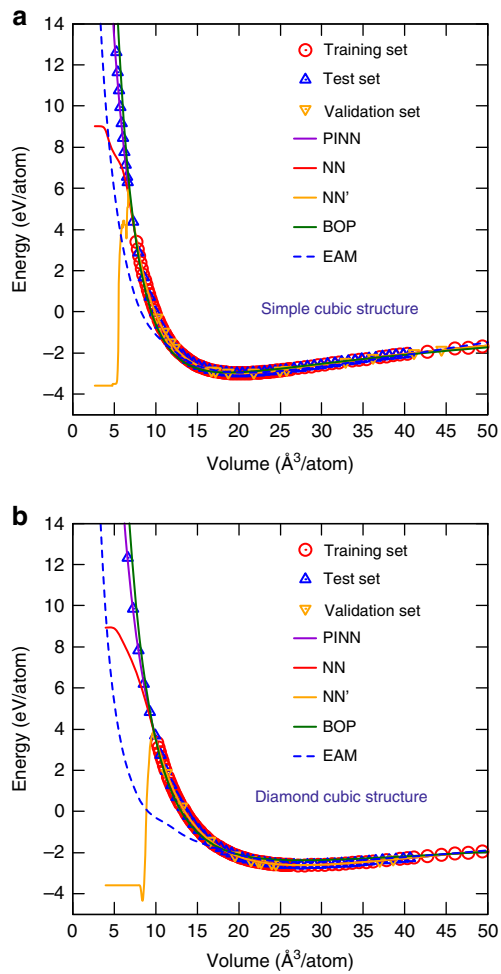 a
14
12
10
8
6
4
2
0
−2
−4
Energy (eV/atom)
Training set
Test set
Validation set
PINN
NN
NN'
BOP
EAM
Simple cubic structure
0 5 10 15 20 25 30 35 40 45 50
Volume (Å³/atom)
b
14
12
10
8
6
4
2
0
−2
−4
Energy (eV/atom)
Training set
Test set
Validation set
PINN
NN
NN'
BOP
EAM
Diamond cubic structure
0 5 10 15 20 25 30 35 40 45 50
Volume (Å³/atom)